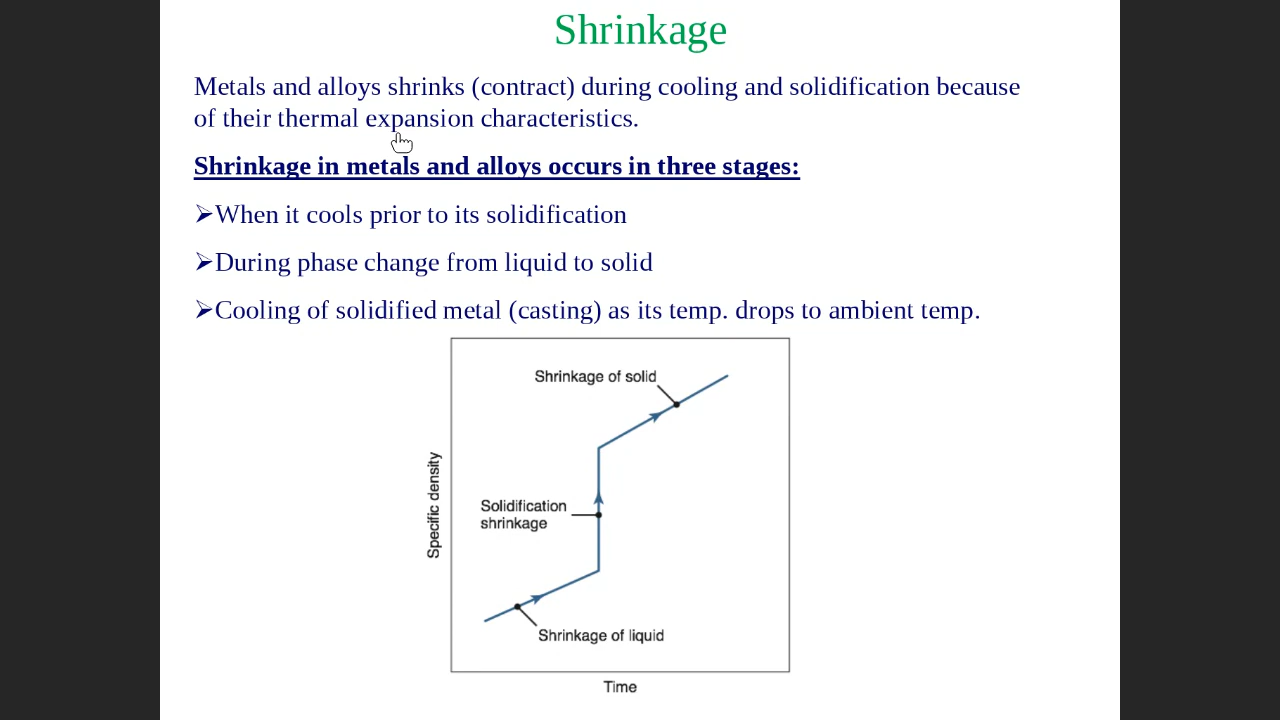 Shrinkage
Metals and alloys shrinks (contract) during cooling and solidification because
of their thermal expansion characteristics.
Shrinkage in metals and alloys occurs in three stages:
➢When it cools prior to its solidification
➢During phase change from liquid to solid
➢Cooling of solidified metal (casting) as its temp. drops to ambient temp.
Shrinkage of solid
Specific density
Solidification
shrinkage
Shrinkage of liquid
Time